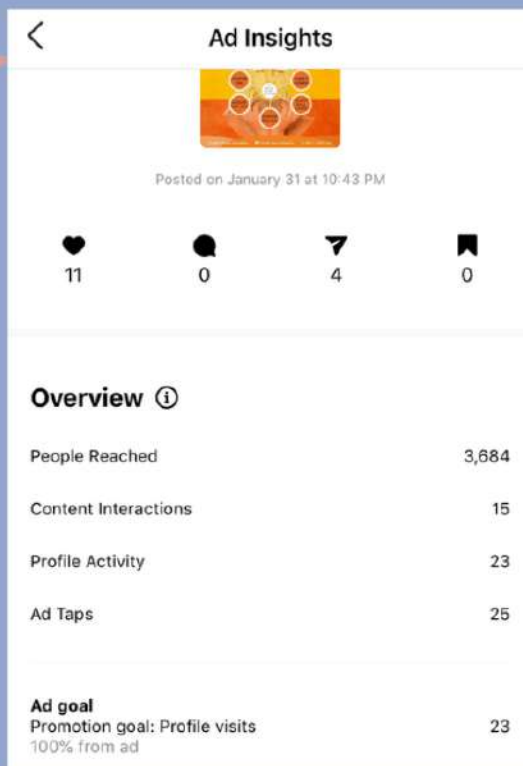 Ad Insights
Posted on January 31 at 10:43 PM
11 0 4 0
Overview
People Reached 3,684
Content Interactions 15
Profile Activity 23
Ad Taps 25
Ad goal
Promotion goal: Profile visits 23
100% from ad